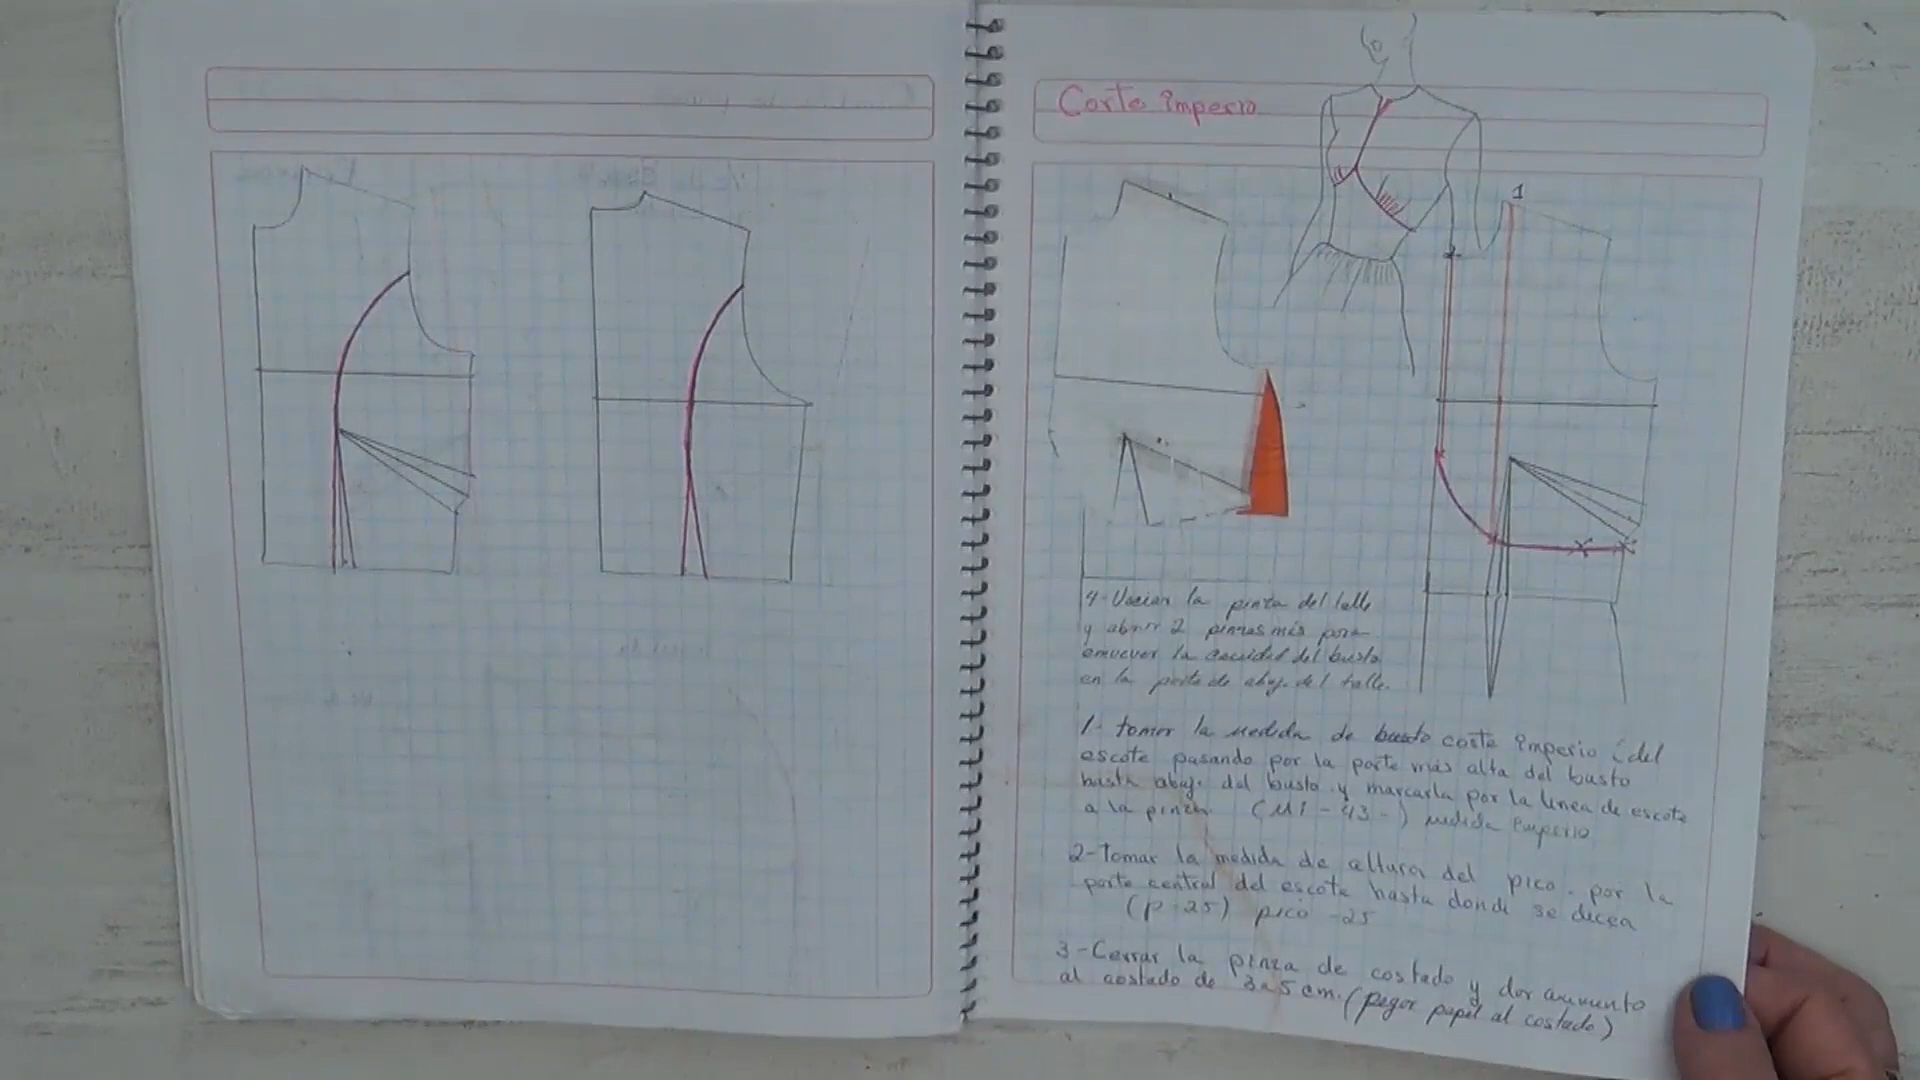 Corte imperio
1
2
4-Vaciar la pinza del talle
y abrir 2 pinzas más para
la del busto
en la parte de abajo del talle.
1- tomar la medida de busto corte imperio del
escote pasando por la parte más alta del busto
hasta abajo del busto y marcarla por la linea de escote
a la pinza. (MI - 43 -) medida imperio
2-Tomar la medida de altura del pico. por la
parte central del escote hasta donde se decea
(p-25) pico -25
3-Cerrar la pinza de costado y dar aumento
al costado de 3 a 5 cm. (pegar papel al costado)